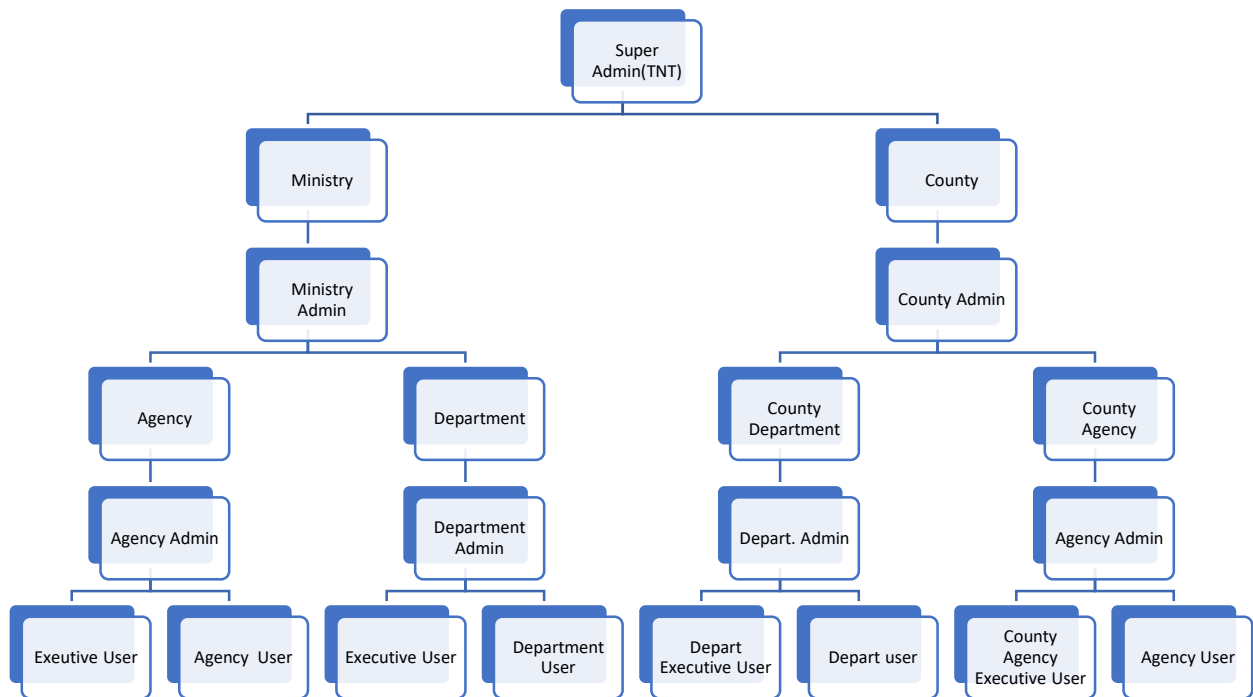 Super
Admin(TNT)
Ministry
County
Ministry
Admin
County Admin
Agency
Department
County
Department
County
Agency
Agency Admin
Department
Admin
Depart. Admin
Agency Admin
Exeutive User
Agency  User
Executive User
Department
User
Depart
Executive User
Depart user
County
Agency
Executive User
Agency User